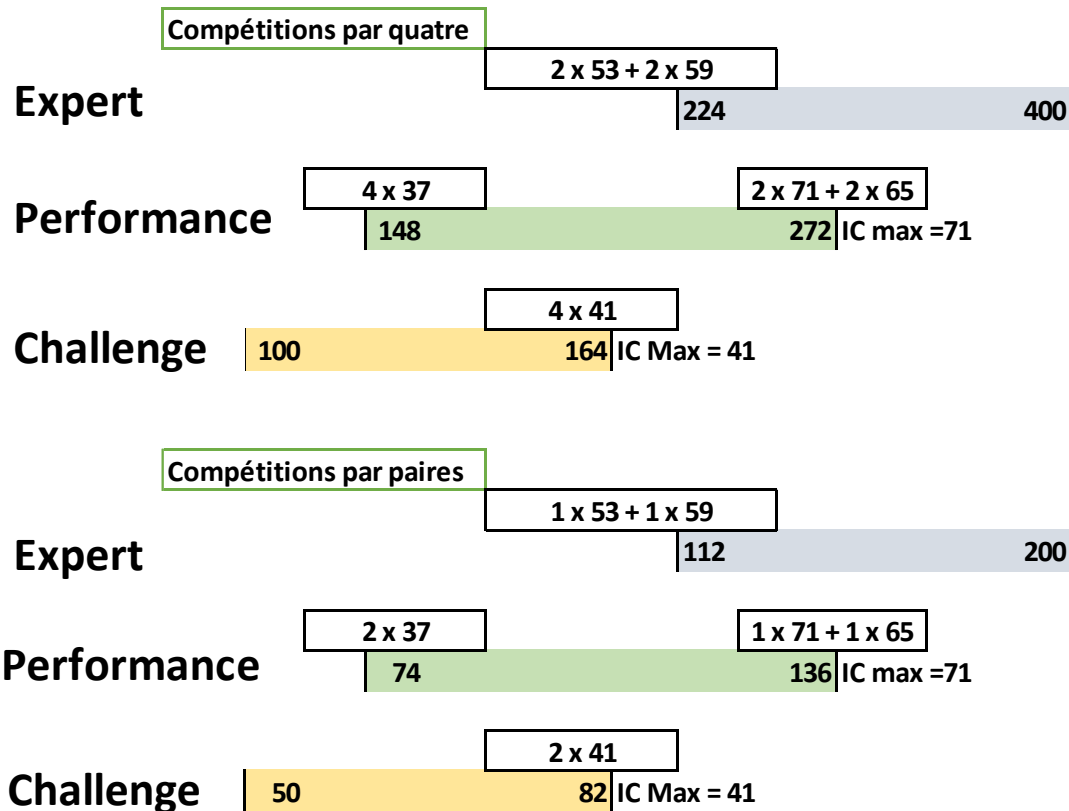 Compétitions par quatre
2 x 53 + 2 x 59
Expert
224 400
4 x 37 2 x 71 + 2 x 65
Performance
148 272 IC max =71
4 x 41
Challenge 100 164 IC Max = 41
Compétitions par paires
1 x 53 + 1 x 59
Expert 112 200
2 x 37 1 x 71 + 1 x 65
Performance 74 136 IC max =71
2 x 41
Challenge 50 82 IC Max = 41